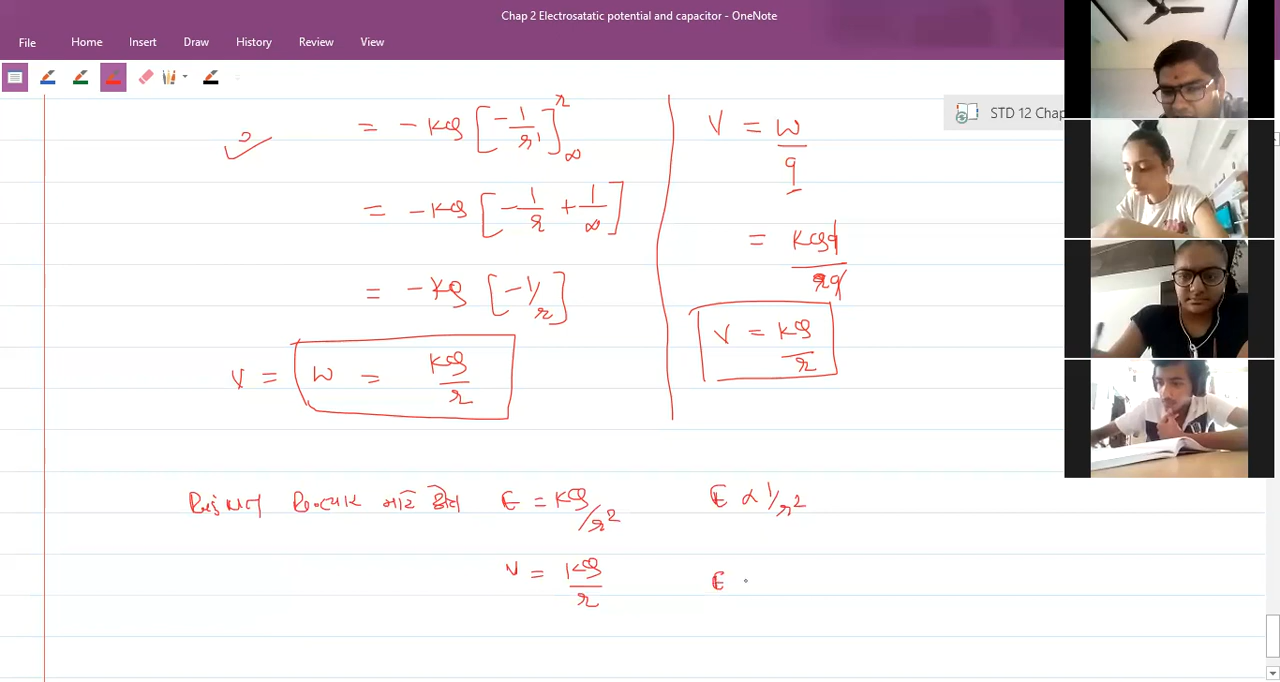 Chap 2 Electrosatatic potential and capacitor - OneNote
File Home Insert Draw History Review View
STD 12 Chap
= - KQ [ - 1/r' ]_∞^r
= - KQ [ - 1/r + 1/∞ ]
= - KQ [ - 1/r ]
V = W = KQ/r
V = W/q
= KQq/rq
V = KQ/r
E = KQ/r²
E ∝ 1/r²
V = KQ/r
E